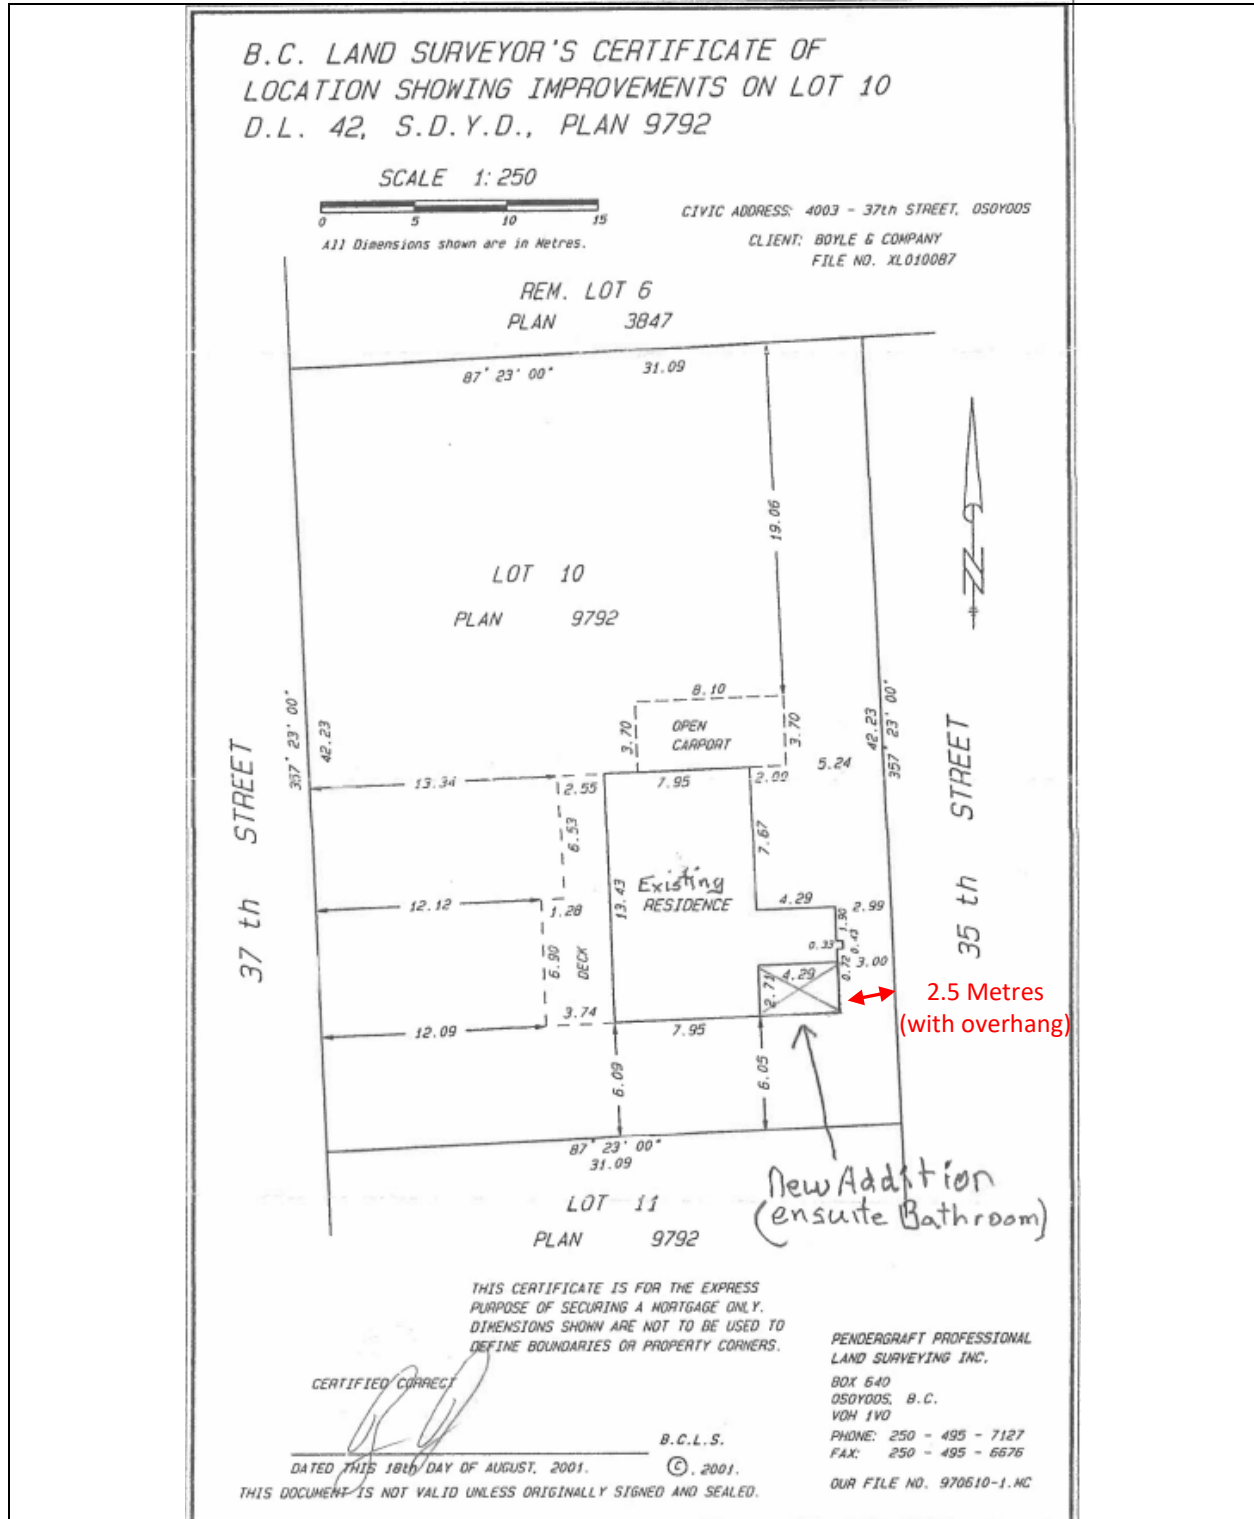 B.C. LAND SURVEYOR'S CERTIFICATE OF
LOCATION SHOWING IMPROVEMENTS ON LOT 10
D.L. 42, S.D.Y.D., PLAN 9792
SCALE 1:250
0 5 10 15
All Dimensions shown are in Metres.
CIVIC ADDRESS: 4003 - 37th STREET, OSOYOOS
CLIENT: BOYLE & COMPANY
FILE NO. XL010087
REM. LOT 6
PLAN 3847
87° 23' 00"
31.09
19.06
N
LOT 10
PLAN 9792
8.10
3.70
OPEN
CARPORT
3.70
357° 23' 00"
42.23
42.23
357° 23' 00"
37 th STREET
35 th STREET
5.24
13.34
2.55
7.95
2.00
6.53
7.67
13.43
Existing
RESIDENCE
4.29
2.99
12.12
1.28
1.90
0.33
0.43
6.90
DECK
0.72
3.00
4.29
2.71
2.5 Metres
(with overhang)
12.09
3.74
7.95
6.09
6.05
87° 23' 00"
31.09
New Addition
(ensuite Bathroom)
LOT 11
PLAN 9792
THIS CERTIFICATE IS FOR THE EXPRESS
PURPOSE OF SECURING A MORTGAGE ONLY.
DIMENSIONS SHOWN ARE NOT TO BE USED TO
DEFINE BOUNDARIES OR PROPERTY CORNERS.
CERTIFIED CORRECT
B.C.L.S.
DATED THIS 18th DAY OF AUGUST, 2001.
©, 2001.
THIS DOCUMENT IS NOT VALID UNLESS ORIGINALLY SIGNED AND SEALED.
PENDERGRAFT PROFESSIONAL
LAND SURVEYING INC.
BOX 640
OSOYOOS, B.C.
V0H 1V0
PHONE: 250 - 495 - 7127
FAX: 250 - 495 - 6676
OUR FILE NO. 970610-1.MC